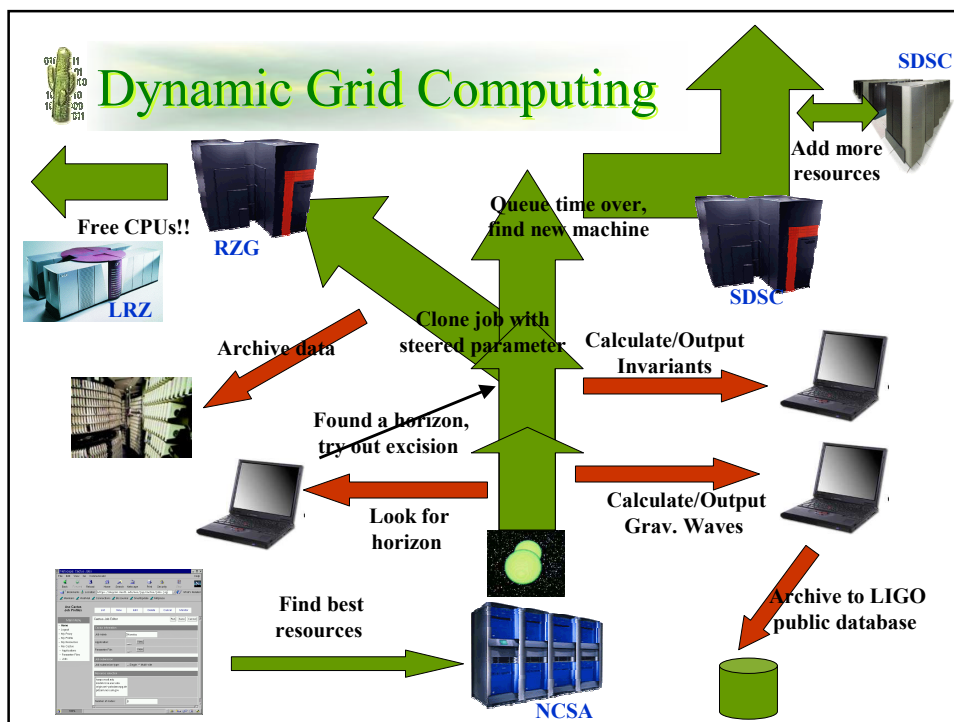 Dynamic Grid Computing
SDSC
Add more
resources
Free CPUs!!
RZG
Queue time over,
find new machine
LRZ
SDSC
Clone job with
steered parameter
Archive data
Calculate/Output
Invariants
Found a horizon,
try out excision
Look for
horizon
Calculate/Output
Grav. Waves
Find best
resources
Archive to LIGO
public database
NCSA